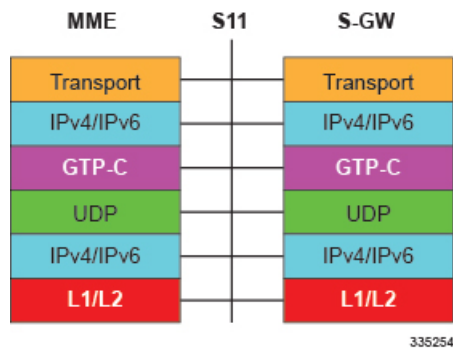 MME S11 S-GW
Transport Transport
IPv4/IPv6 IPv4/IPv6
GTP-C GTP-C
UDP UDP
IPv4/IPv6 IPv4/IPv6
L1/L2 L1/L2
335254